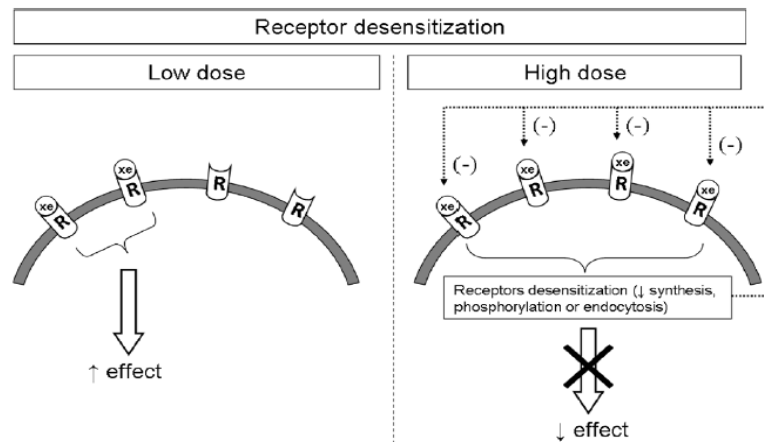 Receptor desensitization
Low dose
High dose
xe
R
xe
R
R
R
↑ effect
(-)
(-)
(-)
(-)
xe
R
xe
R
xe
R
xe
R
Receptors desensitization (↓ synthesis,
phosphorylation or endocytosis)
↓ effect